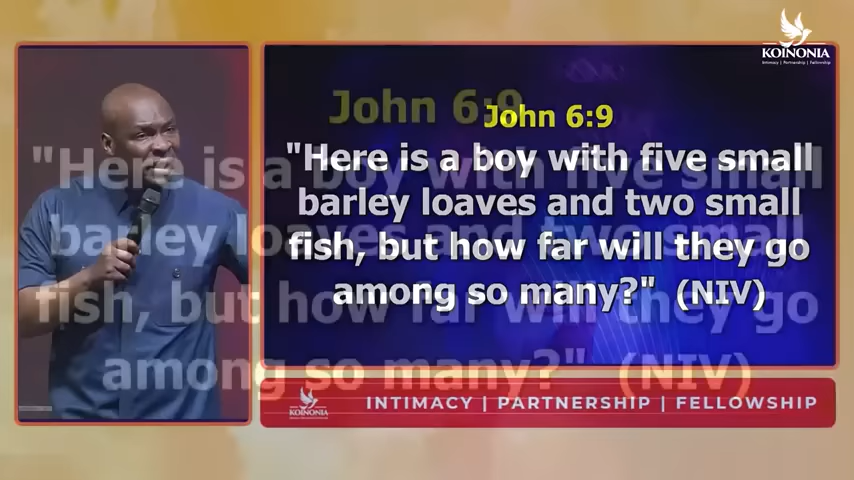 KOINONIA
Intimacy | Partnership | Fellowship
John 6:9
"Here is a boy with five small
barley loaves and two small
fish, but how far will they go
among so many?" (NIV)
John 6:9
"Here is a boy with five small
barley loaves and two small
fish, but how far will they go
among so many?" (NIV)
KOINONIA
INTIMACY | PARTNERSHIP | FELLOWSHIP